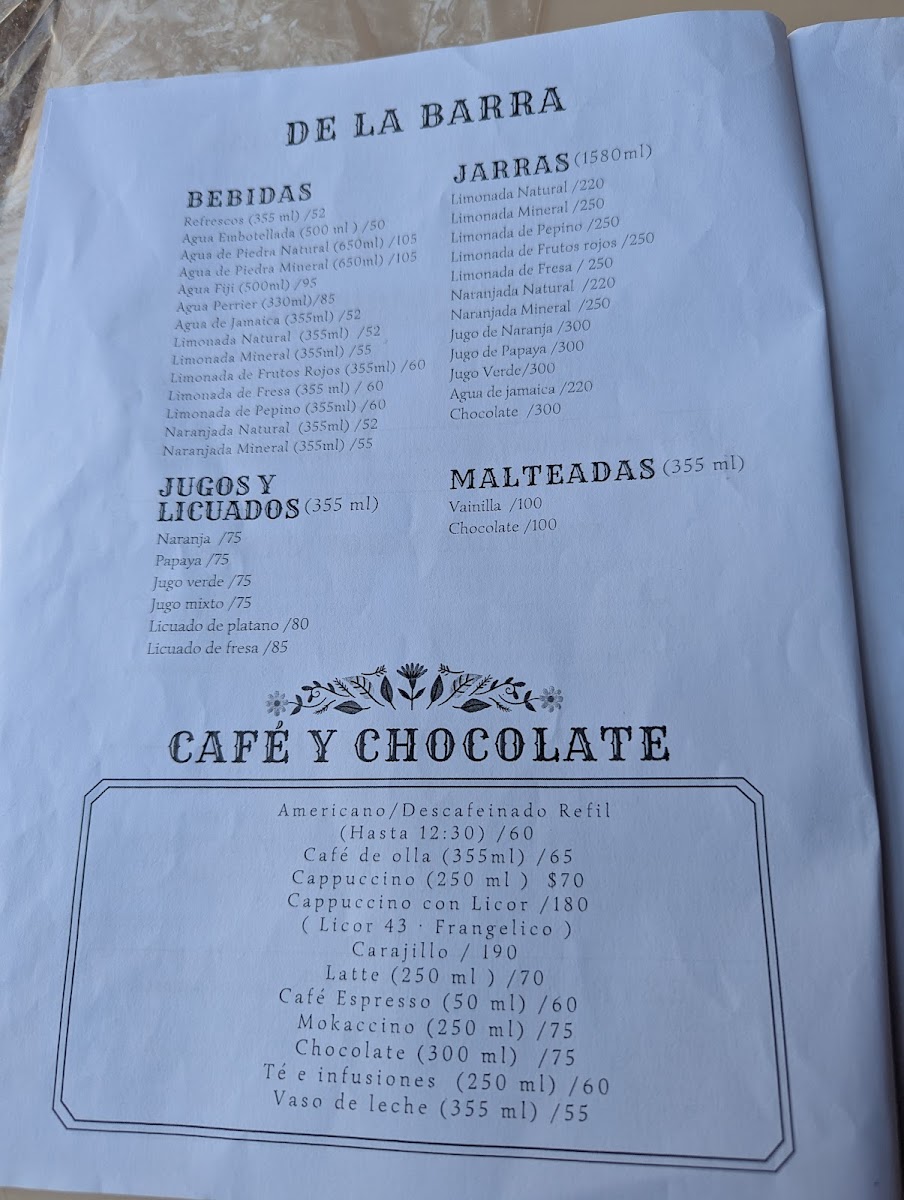 DE LA BARRA
BEBIDAS
Refrescos (355 ml) /52
Agua Embotellada (500 ml ) /50
Agua de Piedra Natural (650ml) /105
Agua de Piedra Mineral (650ml) /105
Agua Fiji (500ml) /95
Agua Perrier (330ml)/85
Agua de Jamaica (355ml) /52
Limonada Natural (355ml) /52
Limonada Mineral (355ml) /55
Limonada de Frutos Rojos (355ml) /60
Limonada de Fresa (355 ml) / 60
Limonada de Pepino (355ml) /60
Naranjada Natural (355ml) /52
Naranjada Mineral (355ml) /55
JARRAS (1580ml)
Limonada Natural /220
Limonada Mineral /250
Limonada de Pepino /250
Limonada de Frutos rojos /250
Limonada de Fresa / 250
Naranjada Natural /220
Naranjada Mineral /250
Jugo de Naranja /300
Jugo de Papaya /300
Jugo Verde/300
Agua de jamaica /220
Chocolate /300
JUGOS Y
LICUADOS (355 ml)
Naranja /75
Papaya /75
Jugo verde /75
Jugo mixto /75
Licuado de platano /80
Licuado de fresa /85
MALTEADAS (355 ml)
Vainilla /100
Chocolate /100
CAFÉ Y CHOCOLATE
Americano/Descafeinado Refil
(Hasta 12:30) /60
Café de olla (355ml) /65
Cappuccino (250 ml ) $70
Cappuccino con Licor /180
( Licor 43 · Frangelico )
Carajillo / 190
Latte (250 ml ) /70
Café Espresso (50 ml) /60
Mokaccino (250 ml) /75
Chocolate (300 ml) /75
Té e infusiones (250 ml) /60
Vaso de leche (355 ml) /55